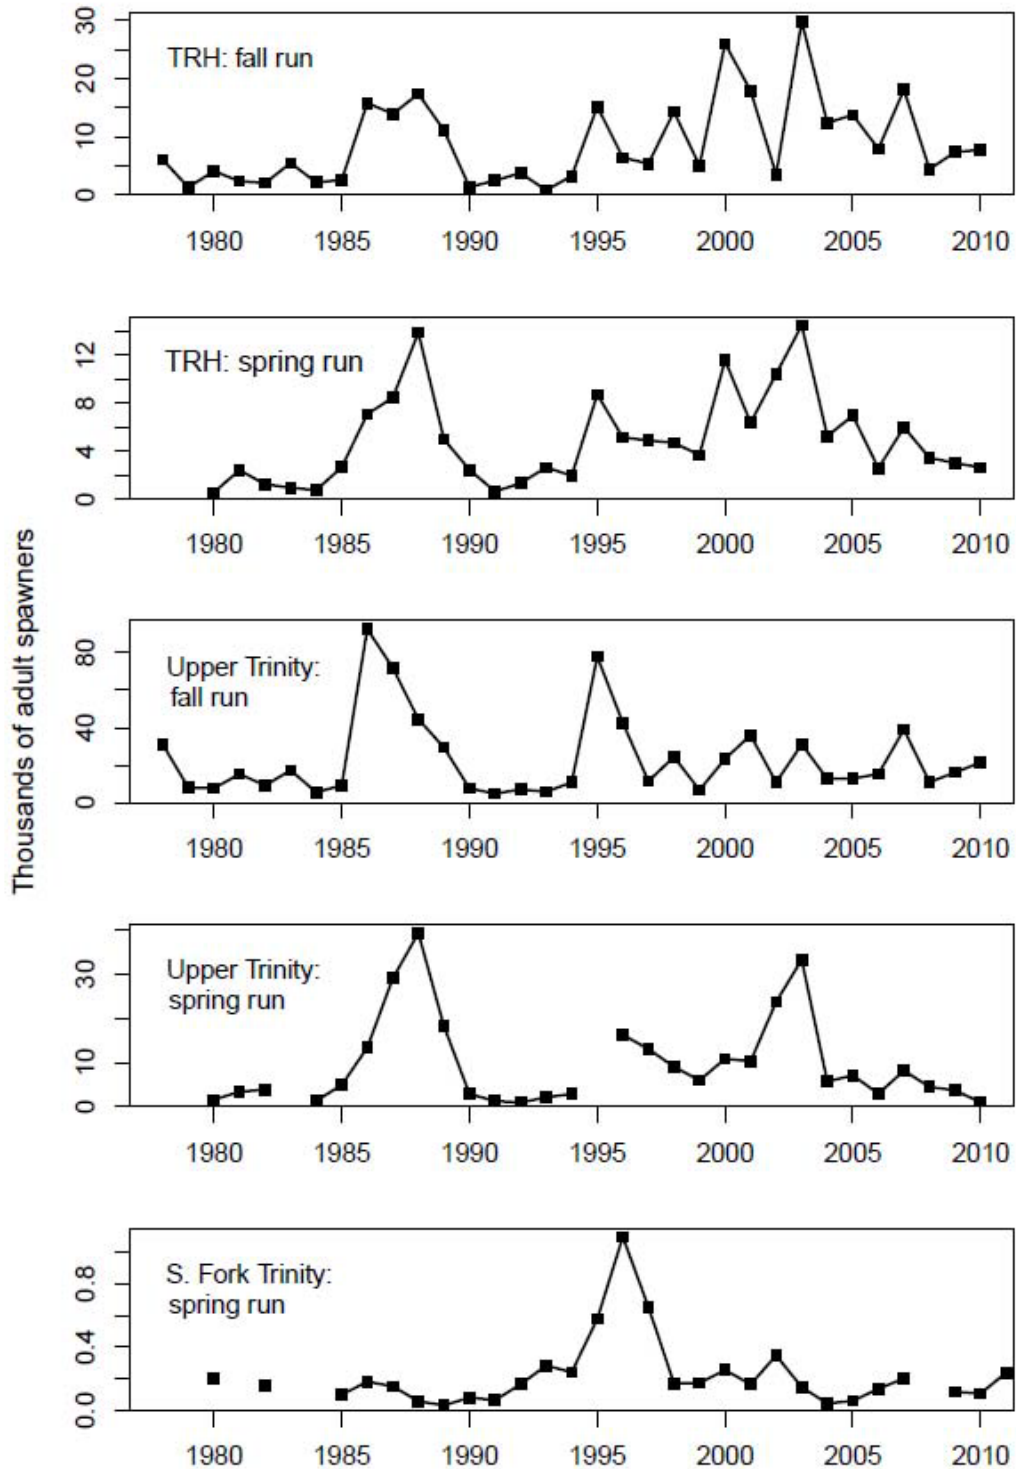 Thousands of adult spawners
TRH: fall run
30
20
10
0
1980 1985 1990 1995 2000 2005 2010
TRH: spring run
12
8
4
0
1980 1985 1990 1995 2000 2005 2010
Upper Trinity:
fall run
80
40
0
1980 1985 1990 1995 2000 2005 2010
Upper Trinity:
spring run
30
10
0
1980 1985 1990 1995 2000 2005 2010
S. Fork Trinity:
spring run
0.8
0.4
0.0
1980 1985 1990 1995 2000 2005 2010